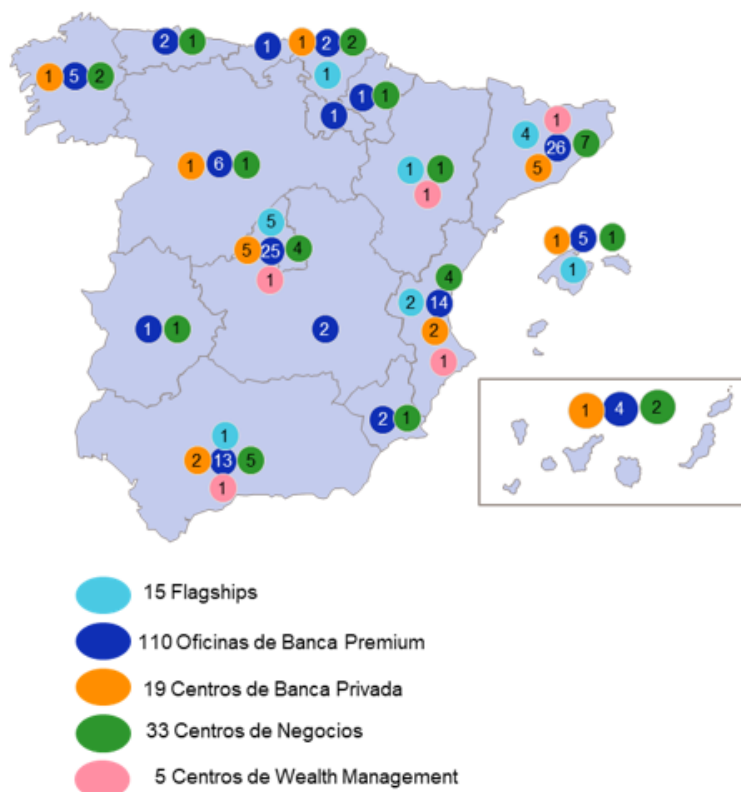 2 1
1 1 2 2
1 5 2
1
1 1
1
1
4 26 7
5
1 6 1
1 1
1
5
5 25 4
1
1 5 1
1
4
2 14
2
1
1 1
2
2 1
1 4 2
1
2 13 5
1
15 Flagships
110 Oficinas de Banca Premium
19 Centros de Banca Privada
33 Centros de Negocios
5 Centros de Wealth Management